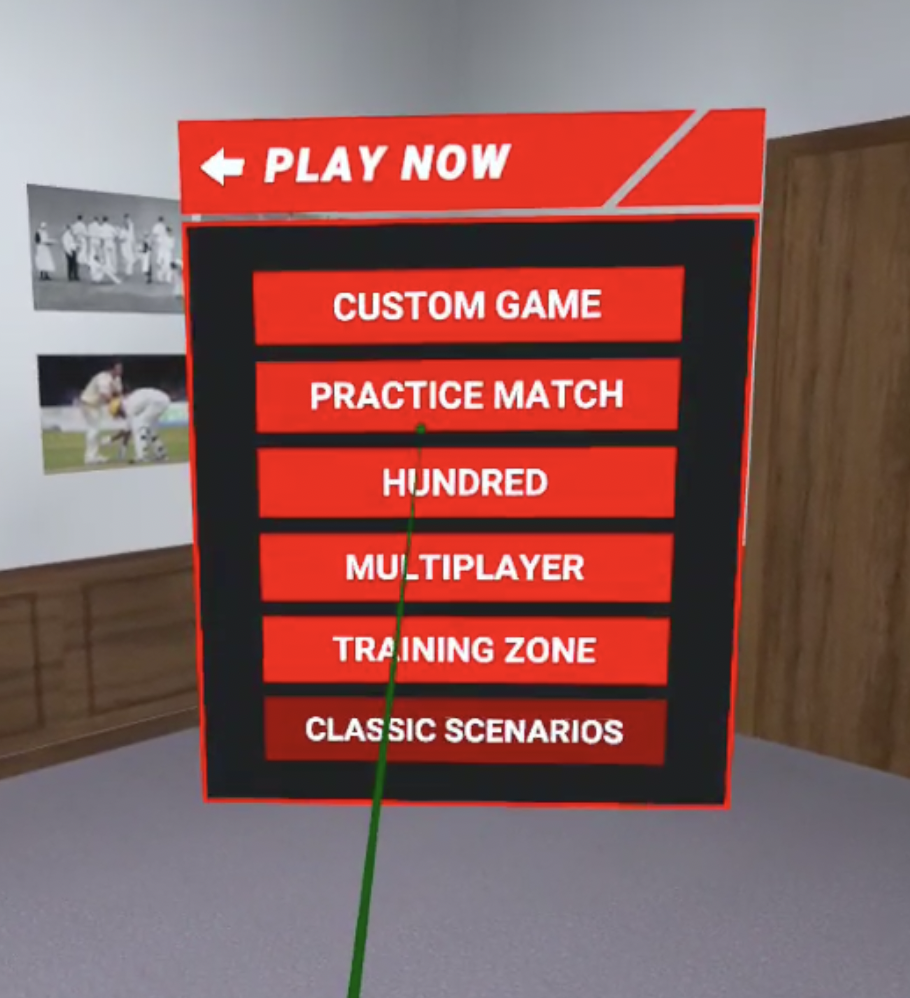 PLAY NOW
CUSTOM GAME
PRACTICE MATCH
HUNDRED
MULTIPLAYER
TRAINING ZONE
CLASSIC SCENARIOS